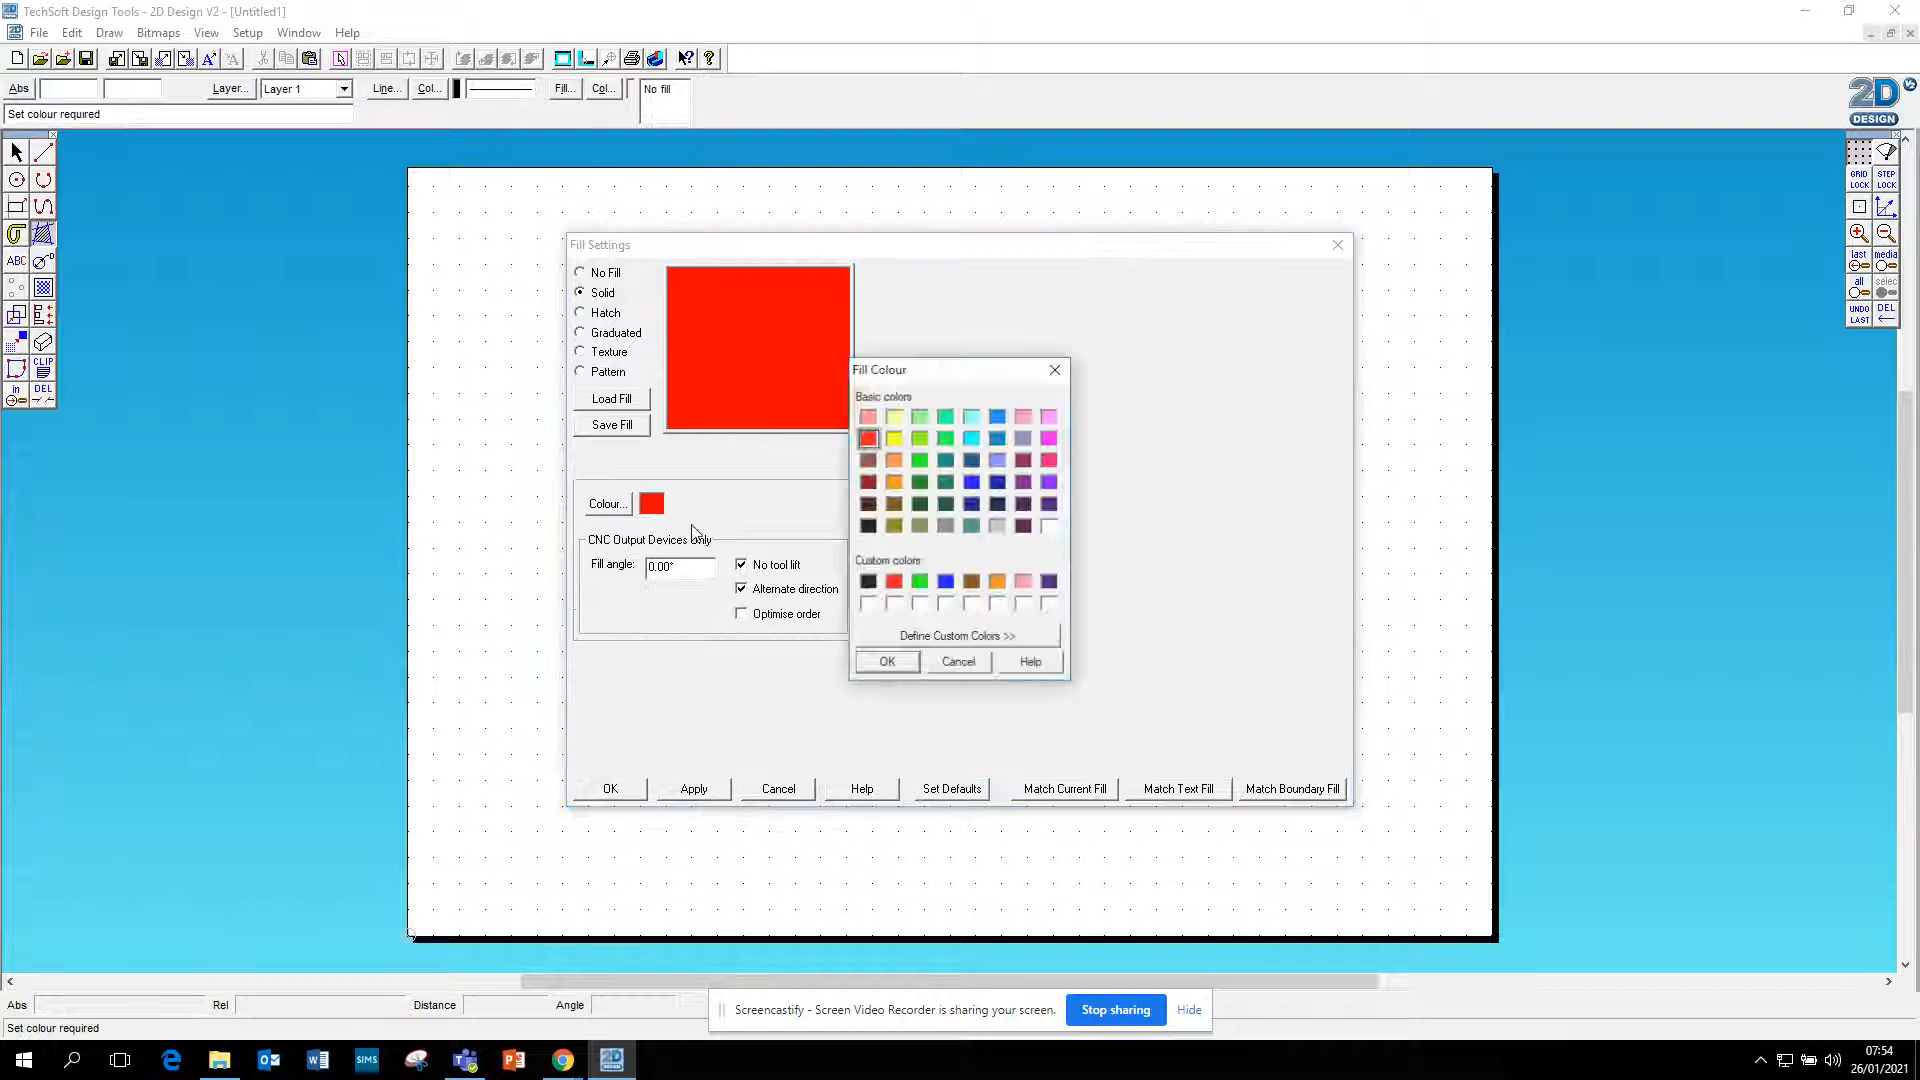 TechSoft Design Tools - 2D Design V2 - [Untitled1]
File Edit Draw Bitmaps View Setup Window Help
Abs Layer... Layer 1 Line... Col... Fill... Col... No fill
Set colour required
2D V2
DESIGN
ABC
CLIP
in DEL
GRID LOCK STEP LOCK
last media
all selec
UNDO LAST DEL
Fill Settings
No Fill
Solid
Hatch
Graduated
Texture
Pattern
Load Fill
Save Fill
Colour...
CNC Output Devices Only
Fill angle: 0.00° No tool lift
Alternate direction
Optimise order
Fill Colour
Basic colors
Custom colors
Define Custom Colors >>
OK Cancel Help
OK Apply Cancel Help Set Defaults Match Current Fill Match Text Fill Match Boundary Fill
Abs Rel Distance Angle
Screencastify - Screen Video Recorder is sharing your screen. Stop sharing Hide
Set colour required
SIMS
07:54
26/01/2021